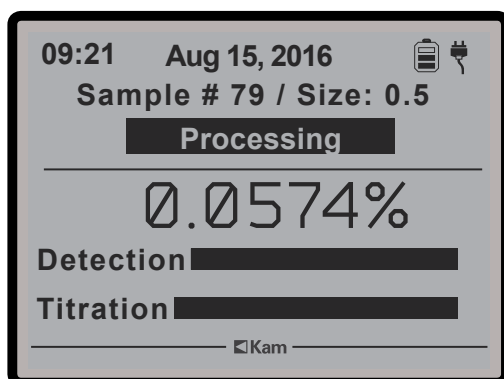 09:21 Aug 15, 2016
Sample # 79 / Size: 0.5
Processing
0.0574%
Detection
Titration
Kam